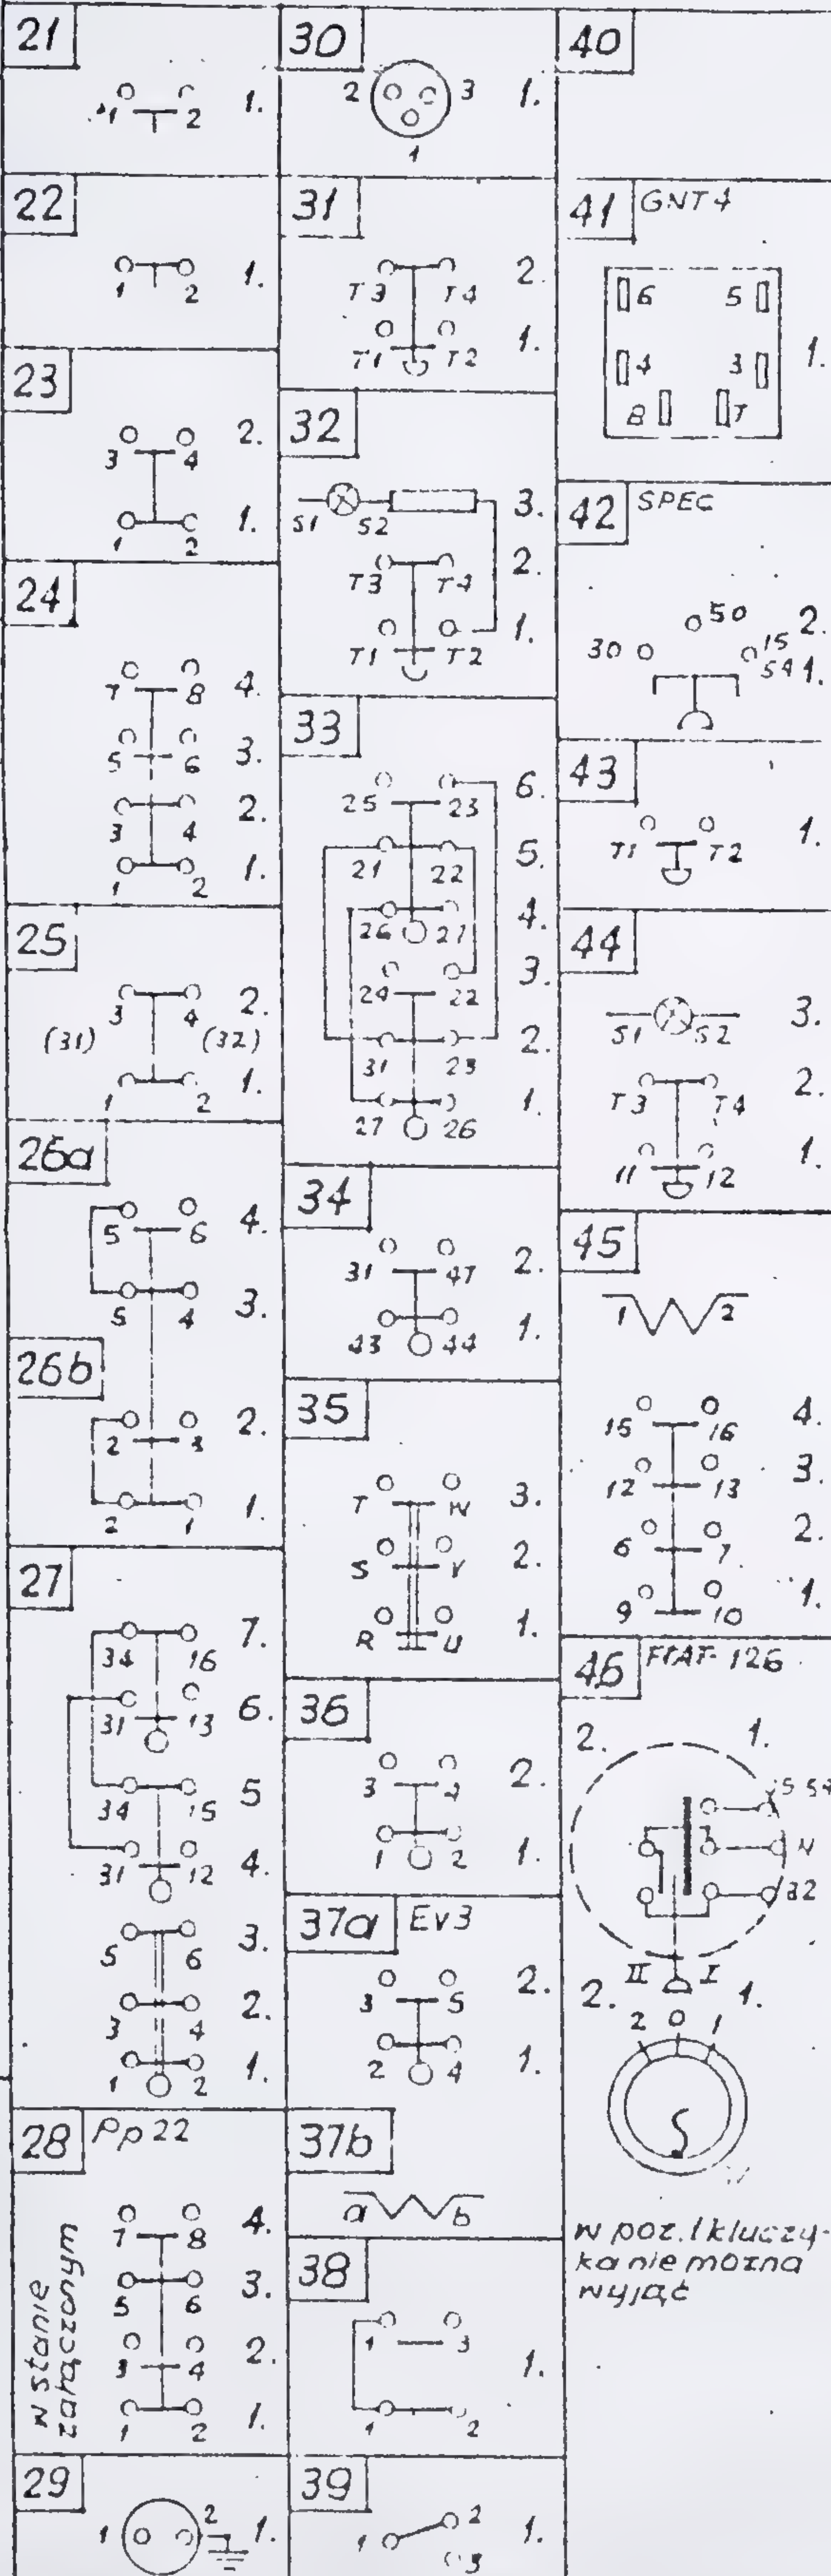 21
1 2 1.
22
1 2 1.
23
3 4 2.
1 2 1.
24
7 8 4.
5 6 3.
3 4 2.
1 2 1.
25
3 4 2.
(31) (32)
1 2 1.
26a
5 6 4.
5 4 3.
26b
2 3 2.
2 1 1.
27
34 16 7.
31 13 6.
34 15 5
31 12 4.
5 6 3.
3 4 2.
1 2 1.
28 Pp22
w stanie
załączonym
7 8 4.
5 6 3.
3 4 2.
1 2 1.
29
1 2 1.
30
2 3 1.
1
31
T3 T4 2.
T1 T2 1.
32
S1 S2 3.
T3 T4 2.
T1 T2 1.
33
25 23 6.
21 22 5.
26 27 4.
24 22 3.
31 23 2.
27 26 1.
34
31 47 2.
43 44 1.
35
T W 3.
S V 2.
R U 1.
36
3 4 2.
1 2 1.
37a Ev3
3 5 2.
2 4 1.
37b
a b
38
1 3
1.
1 2
39
1 2 1.
3
40
41 GNT4
6 5
4 3 1.
B T
42 SPEC
50 2.
30 15
54 1.
43
T1 T2 1.
44
S1 S2 3.
T3 T4 2.
11 12 1.
45
1 2
15 16 4.
12 13 3.
6 7 2.
9 10 1.
46 FIAT-126
2. 1.
N
II I
2. 1.
2 0 1
w poz. 1 kluczy-
ka nie można
wyjąć